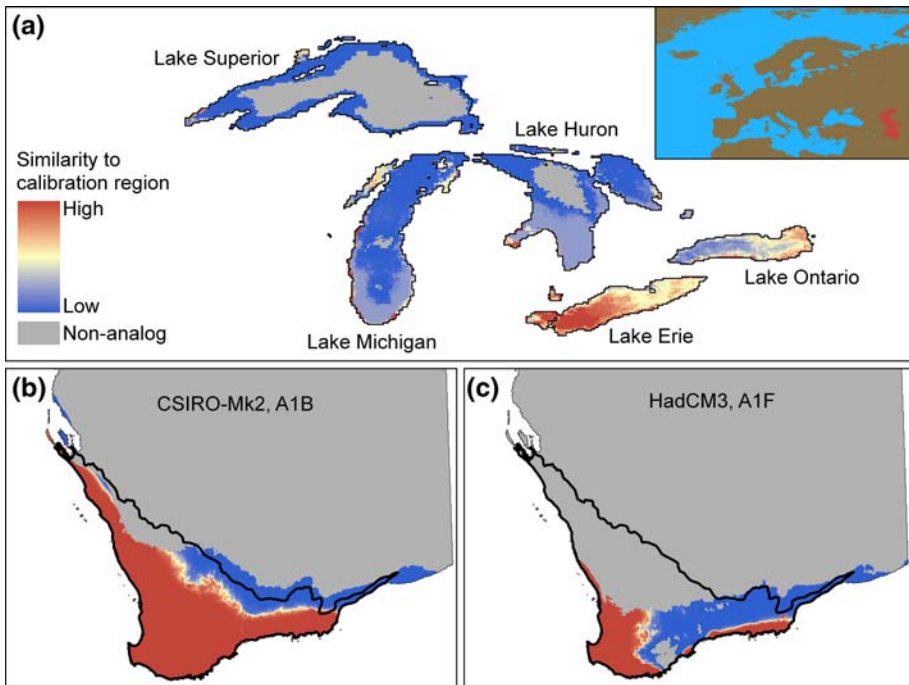 (a)
Lake Superior
Lake Huron
Similarity to
calibration region
High
Low
Non-analog
Lake Ontario
Lake Michigan
Lake Erie
(b)
CSIRO-Mk2, A1B
(c)
HadCM3, A1F